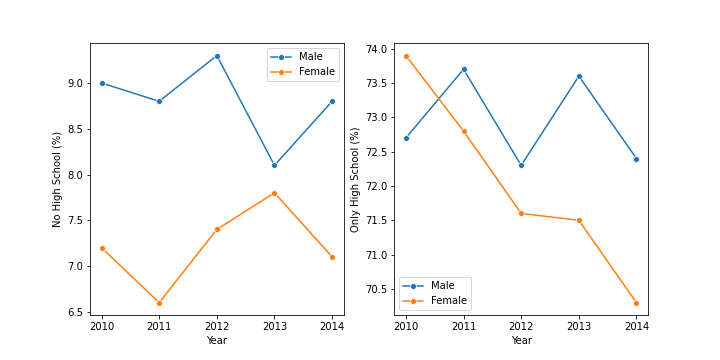 No High School (%)
9.0
8.5
8.0
7.5
7.0
6.5
2010 2011 2012 2013 2014
Year
Male
Female
Only High School (%)
74.0
73.5
73.0
72.5
72.0
71.5
71.0
70.5
2010 2011 2012 2013 2014
Year
Male
Female